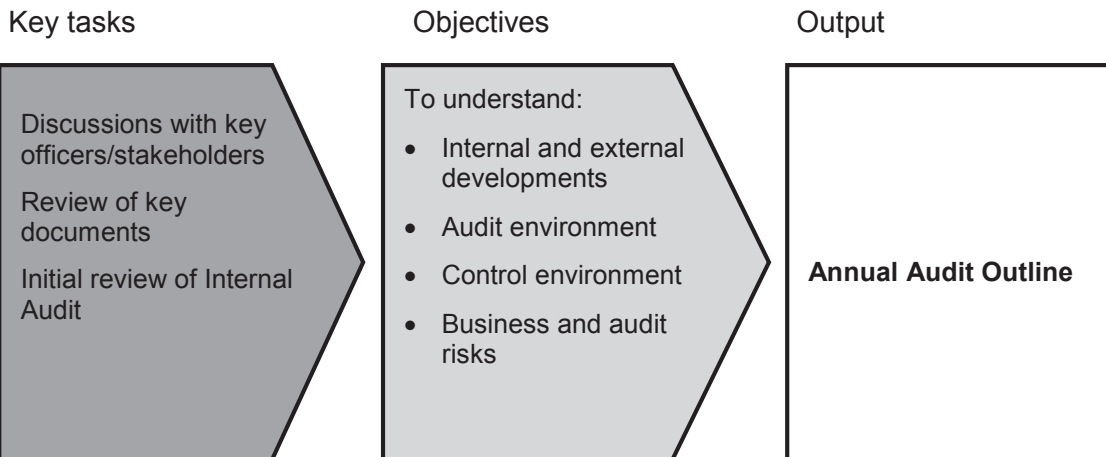 Key tasks
Objectives
Output
Discussions with key
officers/stakeholders
Review of key
documents
Initial review of Internal
Audit
To understand:
• Internal and external
developments
• Audit environment
• Control environment
• Business and audit
risks
Annual Audit Outline